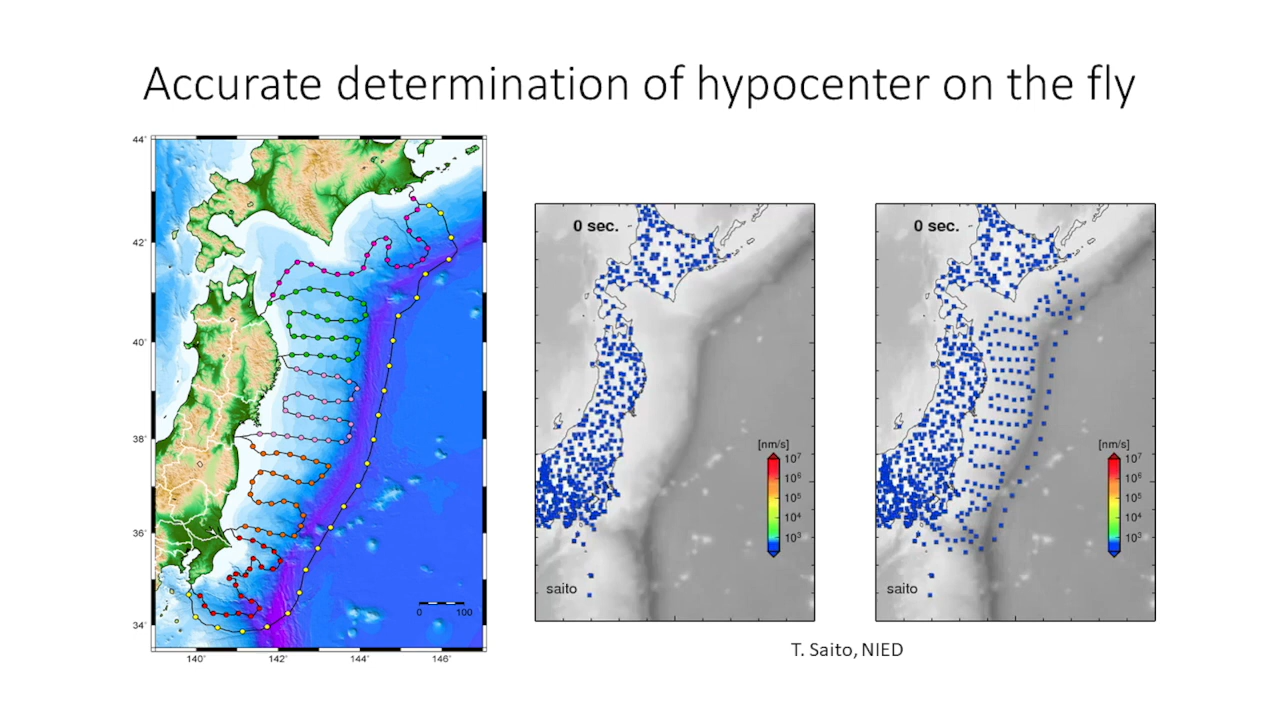 Accurate determination of hypocenter on the fly
44°
42°
40°
38°
36°
34°
140°
142°
144°
146°
0
100
0 sec.
[nm/s]
10⁷
10⁶
10⁵
10⁴
10³
saito
0 sec.
[nm/s]
10⁷
10⁶
10⁵
10⁴
10³
saito
T. Saito, NIED